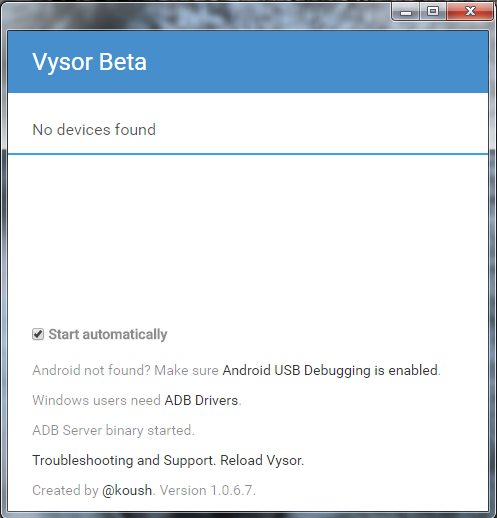 Vysor Beta
No devices found
Start automatically
Android not found? Make sure Android USB Debugging is enabled.
Windows users need ADB Drivers.
ADB Server binary started.
Troubleshooting and Support. Reload Vysor.
Created by @koush. Version 1.0.6.7.